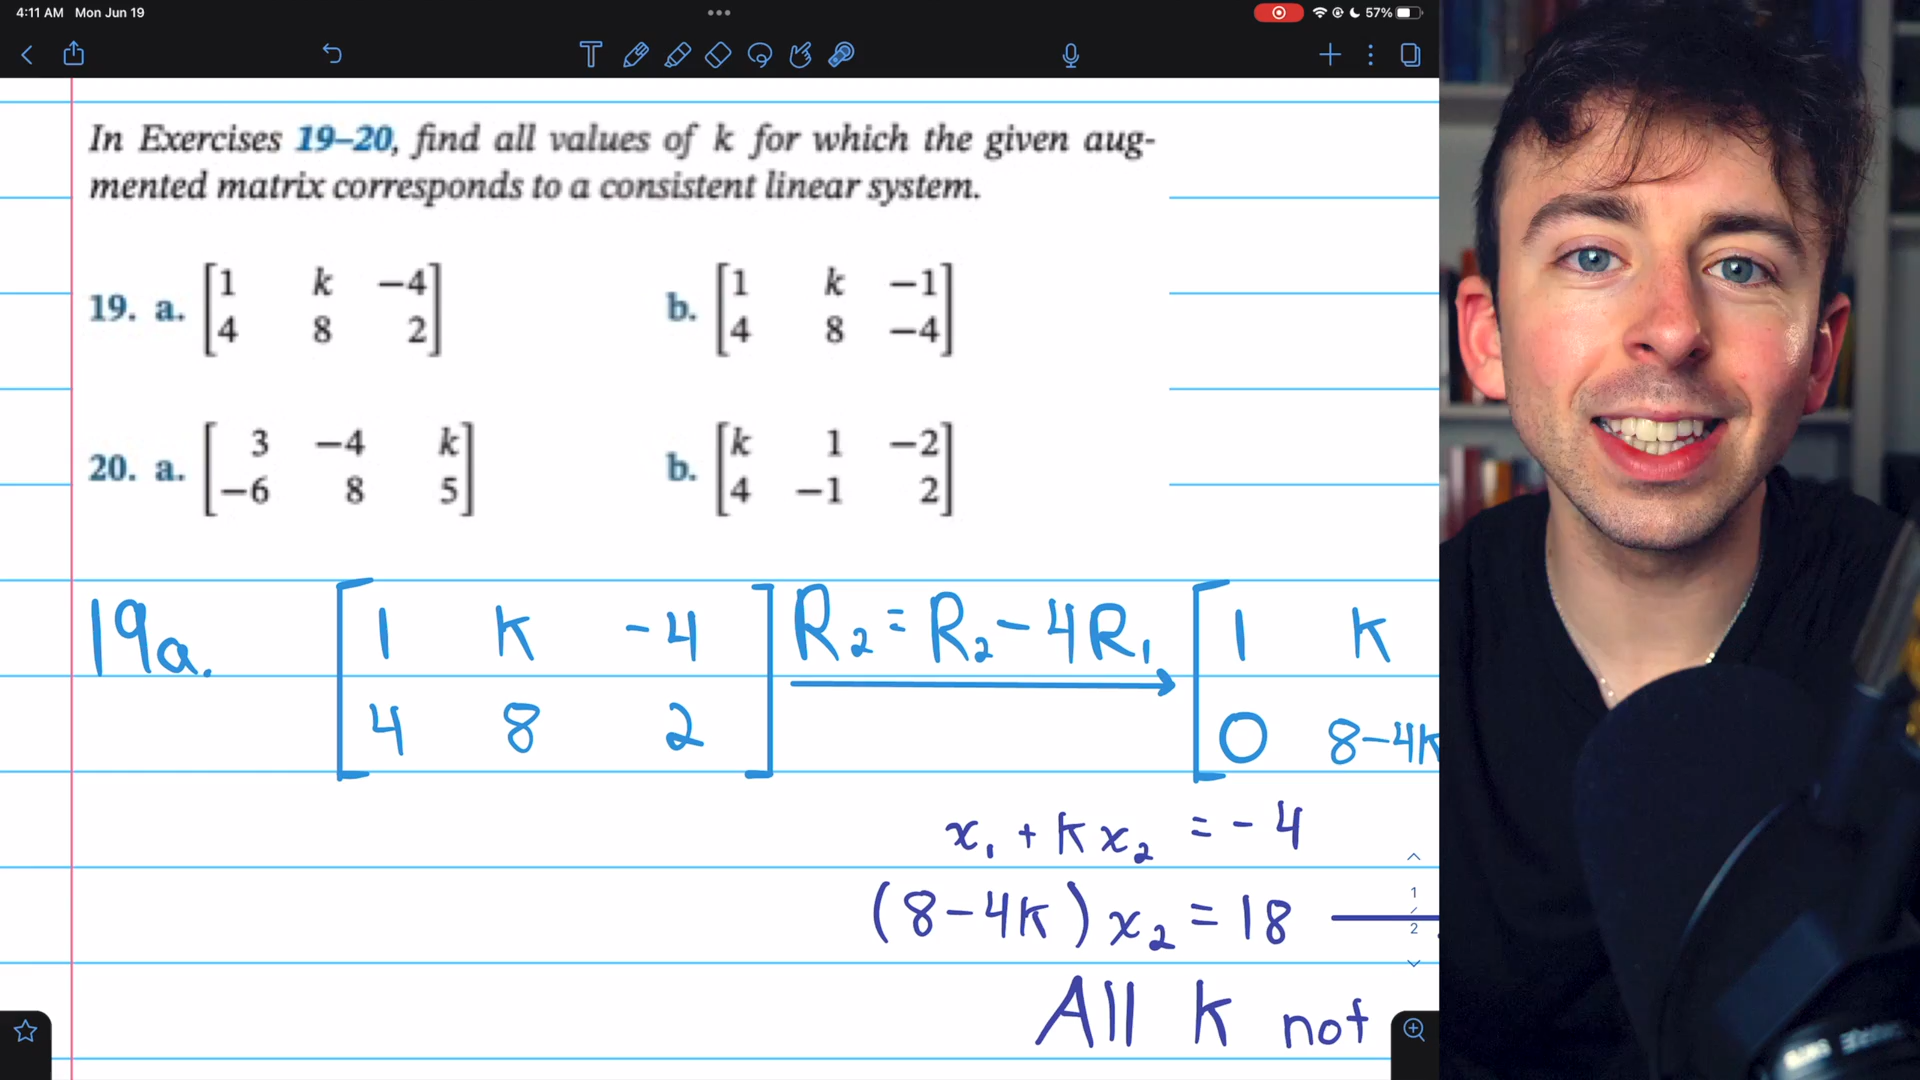 4:11 AM Mon Jun 19
57%
In Exercises 19–20, find all values of k for which the given aug-
mented matrix corresponds to a consistent linear system.
19. a. [1 k −4] b. [1 k −1]
[4 8 2] [4 8 −4]
20. a. [3 −4 k] b. [k 1 −2]
[−6 8 5] [4 −1 2]
19a. [1 k -4] R₂ = R₂ - 4R₁ [1 k
[4 8 2] [0 8-4k
x₁ + kx₂ = -4
(8-4k)x₂ = 18
1/2
All k not